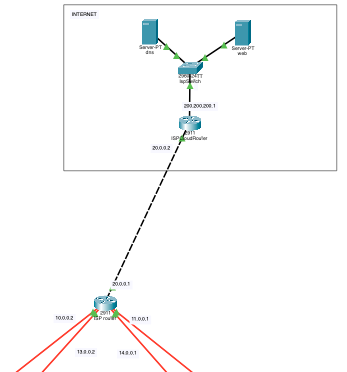 INTERNET
Server-PT
dns
Server-PT
web
2960-24TT
IspSwitch
200.200.200.1
2911
20.0.0.2
20.0.0.1
2911
ISP router
10.0.0.2
11.0.0.1
13.0.0.2
14.0.0.1